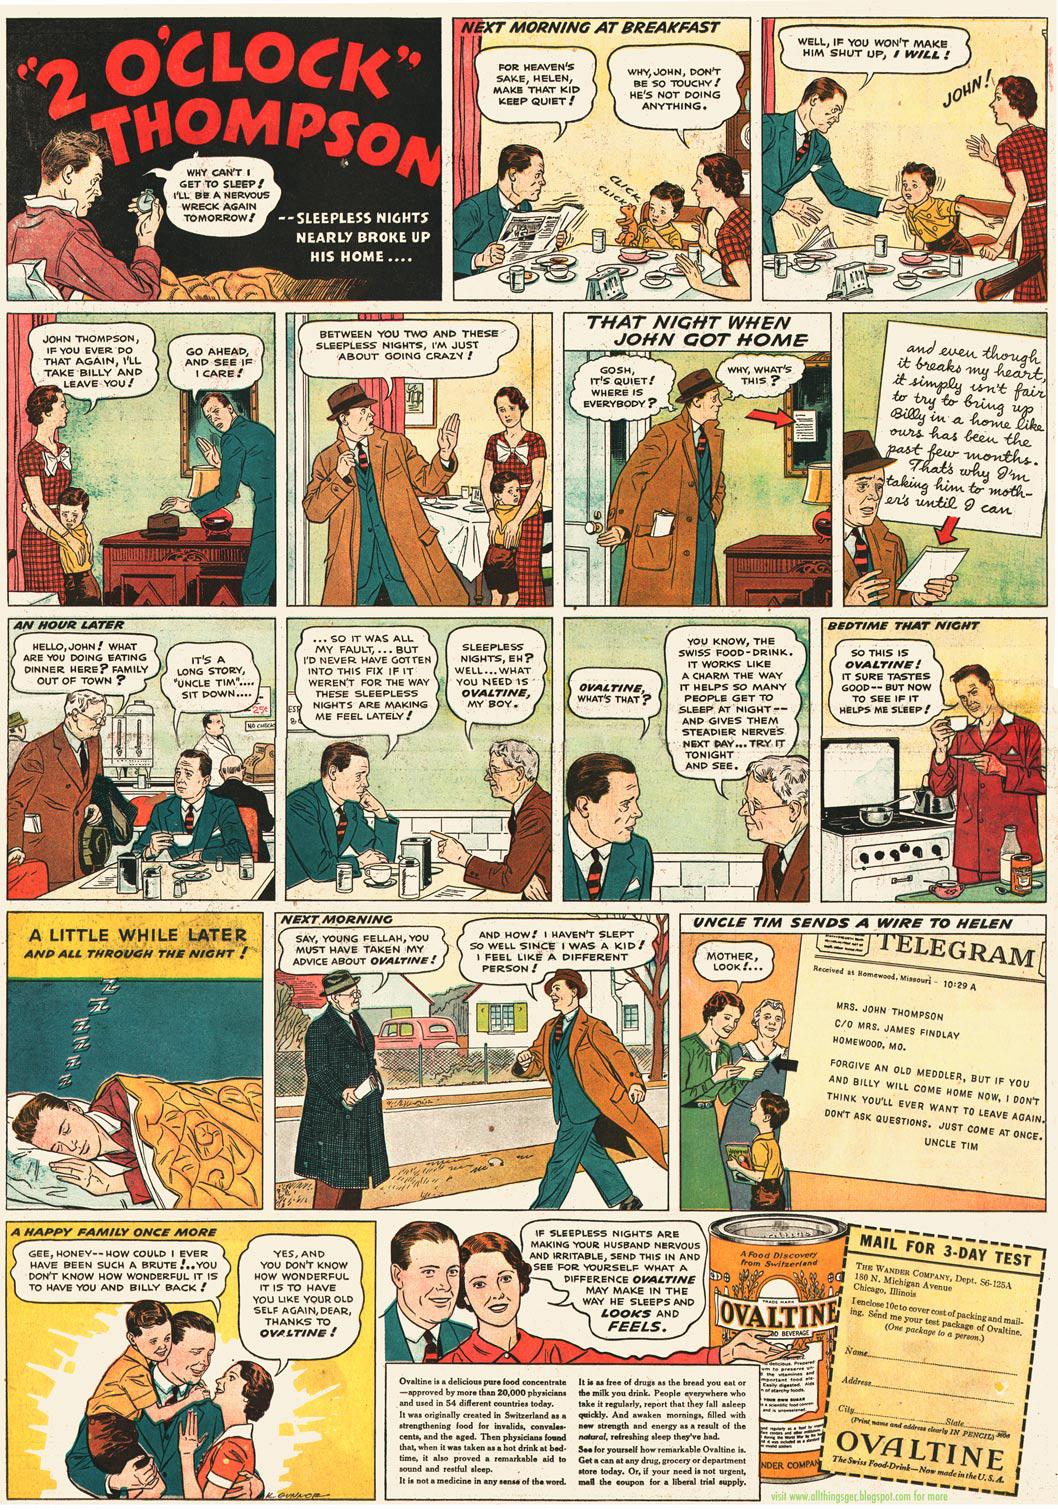 "2 O'CLOCK"
THOMPSON
WHY CAN'T I
GET TO SLEEP!
I'LL BE A NERVOUS
WRECK AGAIN
TOMORROW!
--SLEEPLESS NIGHTS
NEARLY BROKE UP
HIS HOME....
NEXT MORNING AT BREAKFAST
FOR HEAVEN'S
SAKE, HELEN,
MAKE THAT KID
KEEP QUIET!
WHY, JOHN, DON'T
BE SO TOUCHY!
HE'S NOT DOING
ANYTHING.
CLICK
CLICK
WELL, IF YOU WON'T MAKE
HIM SHUT UP, I WILL!
JOHN!
JOHN THOMPSON,
IF YOU EVER DO
THAT AGAIN, I'LL
TAKE BILLY AND
LEAVE YOU!
GO AHEAD,
AND SEE IF
I CARE!
BETWEEN YOU TWO AND THESE
SLEEPLESS NIGHTS, I'M JUST
ABOUT GOING CRAZY!
THAT NIGHT WHEN
JOHN GOT HOME
GOSH,
IT'S QUIET!
WHERE IS
EVERYBODY?
WHY, WHAT'S
THIS?
and even though
it breaks my heart,
it simply isn't fair
to try to bring up
Billy in a home like
ours has been the
past few months.
That's why I'm
taking him to moth-
er's until I can
AN HOUR LATER
HELLO, JOHN! WHAT
ARE YOU DOING EATING
DINNER HERE? FAMILY
OUT OF TOWN?
IT'S A
LONG STORY,
"UNCLE TIM"....
SIT DOWN....
25¢
NO CHECKS
...SO IT WAS ALL
MY FAULT,... BUT
I'D NEVER HAVE GOTTEN
INTO THIS FIX IF IT
WEREN'T FOR THE WAY
THESE SLEEPLESS
NIGHTS ARE MAKING
ME FEEL LATELY!
SLEEPLESS
NIGHTS, EH?
WELL...WHAT
YOU NEED IS
OVALTINE,
MY BOY.
OVALTINE,
WHAT'S THAT?
YOU KNOW, THE
SWISS FOOD-DRINK.
IT WORKS LIKE
A CHARM THE WAY
IT HELPS SO MANY
PEOPLE GET TO
SLEEP AT NIGHT--
AND GIVES THEM
STEADIER NERVES
NEXT DAY...TRY IT
TONIGHT
AND SEE.
BEDTIME THAT NIGHT
SO THIS IS
OVALTINE!
IT SURE TASTES
GOOD--BUT NOW
TO SEE IF IT
HELPS ME SLEEP!
A LITTLE WHILE LATER
AND ALL THROUGH THE NIGHT!
Z Z Z Z Z Z Z
NEXT MORNING
SAY, YOUNG FELLAH, YOU
MUST HAVE TAKEN MY
ADVICE ABOUT OVALTINE!
AND HOW! I HAVEN'T SLEPT
SO WELL SINCE I WAS A KID!
I FEEL LIKE A DIFFERENT
PERSON!
UNCLE TIM SENDS A WIRE TO HELEN
MOTHER,
LOOK!...
TELEGRAM
Received at Homewood, Missouri - 10:29 A
MRS. JOHN THOMPSON
C/O MRS. JAMES FINDLAY
HOMEWOOD, MO.
FORGIVE AN OLD MEDDLER, BUT IF YOU
AND BILLY WILL COME HOME NOW, I DON'T
THINK YOU'LL EVER WANT TO LEAVE AGAIN.
DON'T ASK QUESTIONS. JUST COME AT ONCE.
UNCLE TIM
A HAPPY FAMILY ONCE MORE
GEE, HONEY--HOW COULD I EVER
HAVE BEEN SUCH A BRUTE!..YOU
DON'T KNOW HOW WONDERFUL IT IS
TO HAVE YOU AND BILLY BACK!
YES, AND
YOU DON'T KNOW
HOW WONDERFUL
IT IS TO HAVE
YOU LIKE YOUR OLD
SELF AGAIN, DEAR,
THANKS TO
OVALTINE!
K. GUNNOR
IF SLEEPLESS NIGHTS ARE
MAKING YOUR HUSBAND NERVOUS
AND IRRITABLE, SEND THIS IN AND
SEE FOR YOURSELF WHAT A
DIFFERENCE OVALTINE
MAY MAKE IN THE
WAY HE SLEEPS AND
LOOKS AND
FEELS.
Ovaltine is a delicious pure food concentrate
—approved by more than 20,000 physicians
and used in 54 different countries today.
It was originally created in Switzerland as a
strengthening food for invalids, convales-
cents, and the aged. Then physicians found
that, when it was taken as a hot drink at bed-
time, it also proved a remarkable aid to
sound and restful sleep.
It is not a medicine in any sense of the word.
It is as free of drugs as the bread you eat or
the milk you drink. People everywhere who
take it regularly, report that they fall asleep
quickly. And awaken mornings, filled with
new strength and energy as a result of the
natural, refreshing sleep they've had.
See for yourself how remarkable Ovaltine is.
Get a can at any drug, grocery or department
store today. Or, if your need is not urgent,
mail the coupon for a liberal trial supply.
A Food Discovery
from Switzerland
TRADE MARK
OVALTINE
BEVERAGE
NDER COMPAN
MAIL FOR 3-DAY TEST
THE WANDER COMPANY, Dept. S6-125A
180 N. Michigan Avenue
Chicago, Illinois
I enclose 10c to cover cost of packing and mail-
ing. Send me your test package of Ovaltine.
(One package to a person.)
Name
Address
City State
(Print name and address clearly IN PENCIL)
OVALTINE
The Swiss Food-Drink—Now made in the U.S.A.
visit www.allthingsger.blogspot.com for more